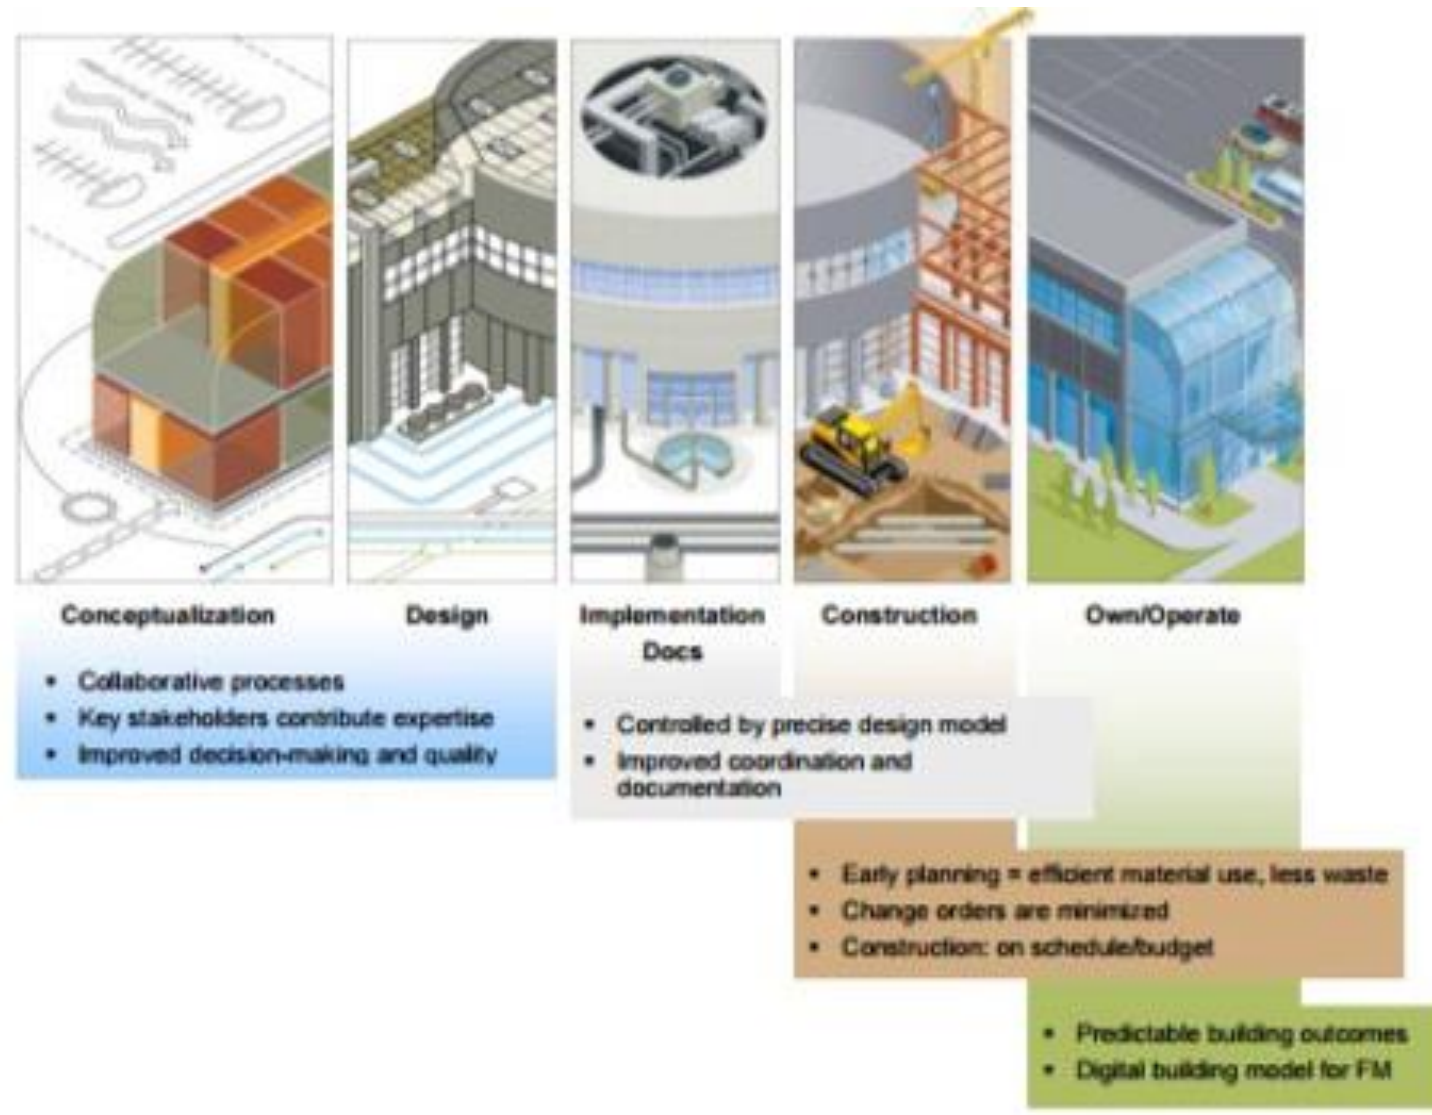 Conceptualization
Design
Implementation
Docs
Construction
Own/Operate
• Collaborative processes
• Key stakeholders contribute expertise
• Improved decision-making and quality
• Controlled by precise design model
• Improved coordination and
documentation
• Early planning = efficient material use, less waste
• Change orders are minimized
• Construction: on schedule/budget
• Predictable building outcomes
• Digital building model for FM